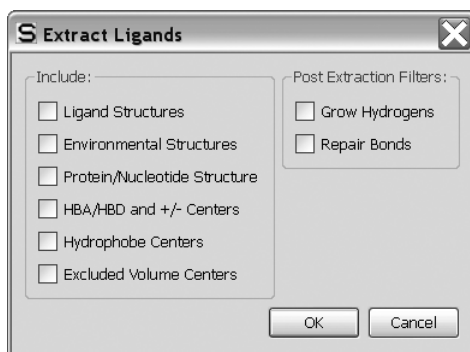 S Extract Ligands
Include:
Ligand Structures
Environmental Structures
Protein/Nucleotide Structure
HBA/HBD and +/- Centers
Hydrophobe Centers
Excluded Volume Centers
Post Extraction Filters:
Grow Hydrogens
Repair Bonds
OK
Cancel